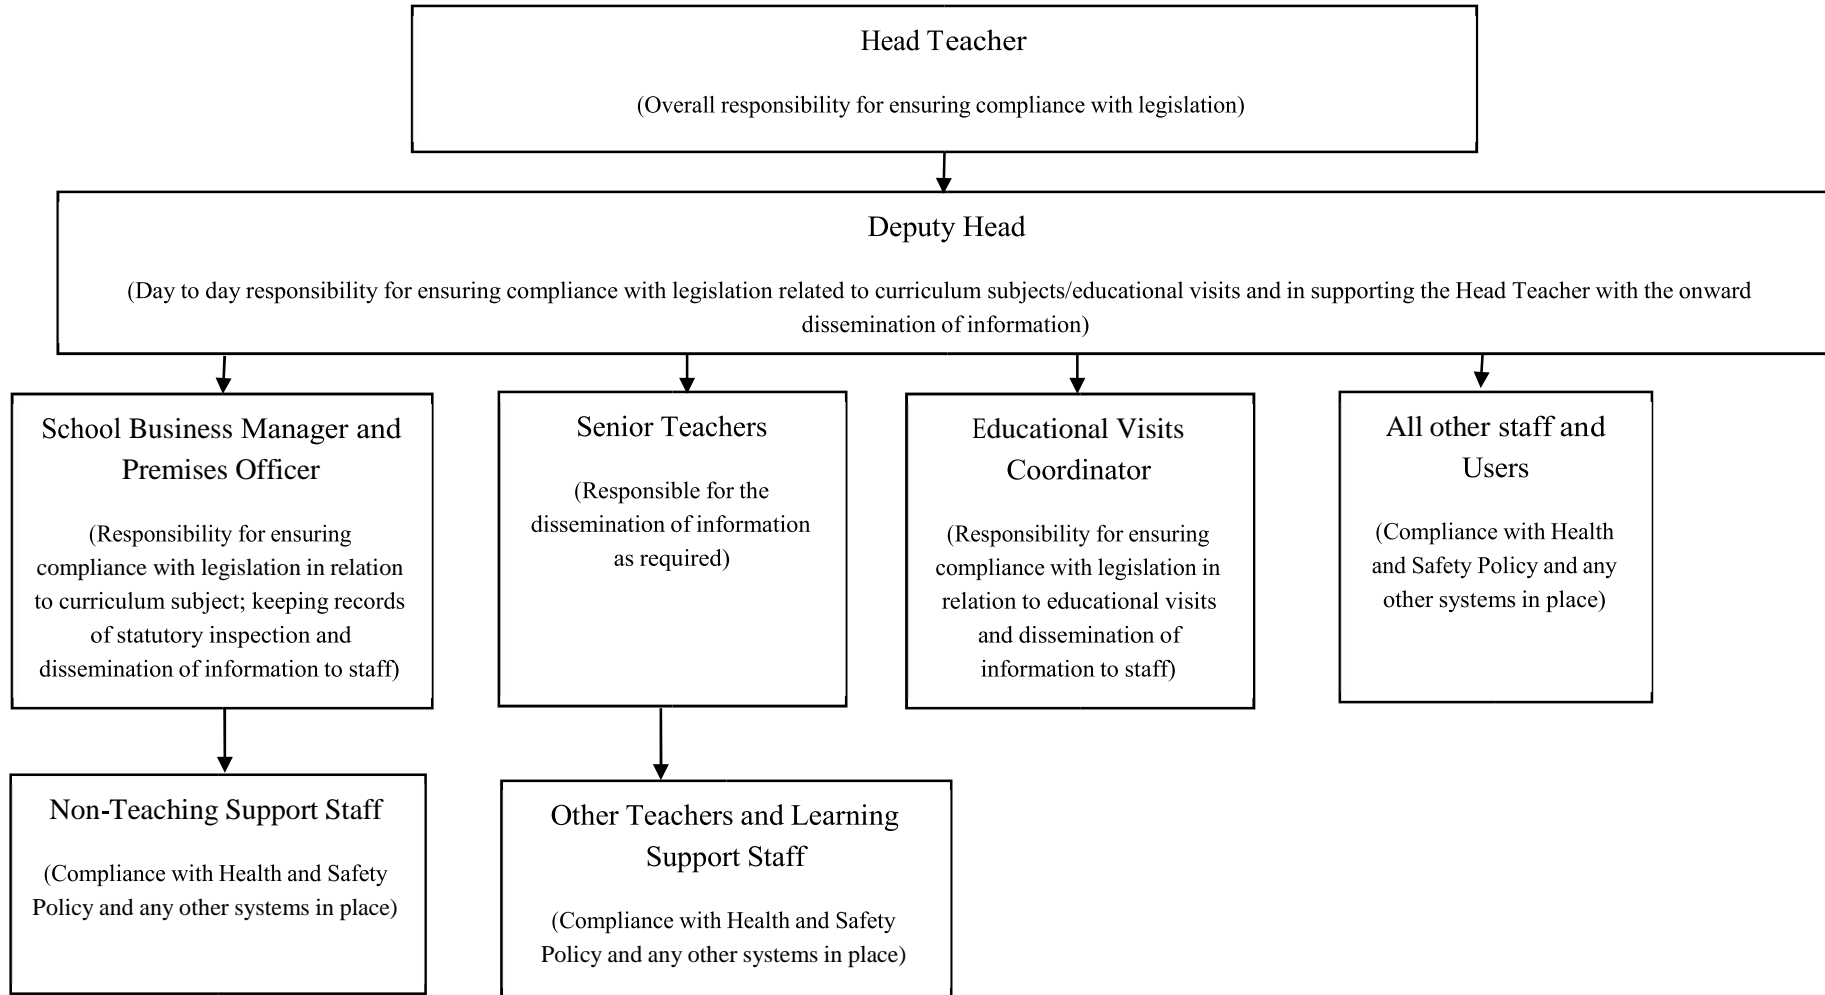 Head Teacher
(Overall responsibility for ensuring compliance with legislation)
Deputy Head
(Day to day responsibility for ensuring compliance with legislation related to curriculum subjects/educational visits and in supporting the Head Teacher with the onward
dissemination of information)
School Business Manager and
Premises Officer
(Responsibility for ensuring
compliance with legislation in relation
to curriculum subject; keeping records
of statutory inspection and
dissemination of information to staff)
Senior Teachers
(Responsible for the
dissemination of information
as required)
Educational Visits
Coordinator
(Responsibility for ensuring
compliance with legislation in
relation to educational visits
and dissemination of
information to staff)
All other staff and
Users
(Compliance with Health
and Safety Policy and any
other systems in place)
Non-Teaching Support Staff
(Compliance with Health and Safety
Policy and any other systems in place)
Other Teachers and Learning
Support Staff
(Compliance with Health and Safety
Policy and any other systems in place)